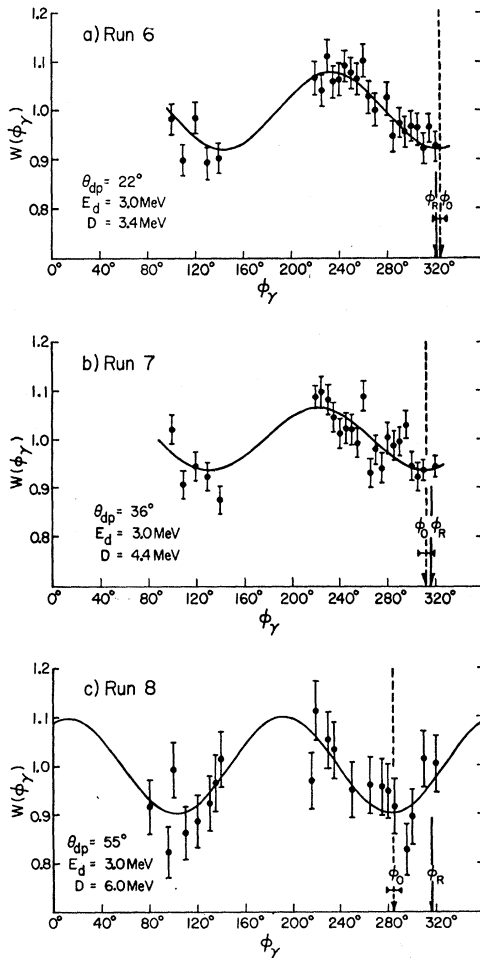 a) Run 6
W(ϕγ)
1.2
1.1
1.0
0.9
0.8
θdp = 22°
Ed = 3.0 MeV
D = 3.4 MeV
ϕR ϕ0
0° 40° 80° 120° 160° 200° 240° 280° 320°
ϕγ
b) Run 7
W(ϕγ)
1.2
1.1
1.0
0.9
0.8
θdp = 36°
Ed = 3.0 MeV
D = 4.4 MeV
ϕ0 ϕR
0° 40° 80° 120° 160° 200° 240° 280° 320°
ϕγ
c) Run 8
W(ϕγ)
1.2
1.1
1.0
0.9
0.8
θdp = 55°
Ed = 3.0 MeV
D = 6.0 MeV
ϕ0 ϕR
0° 40° 80° 120° 160° 200° 240° 280° 320°
ϕγ